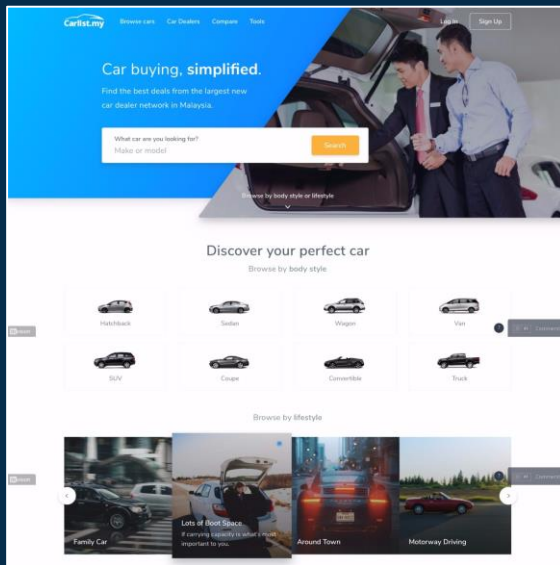 Carlist.my
Browse cars
Car Dealers
Compare
Tools
Log In
Sign Up
Car buying, simplified.
Find the best deals from the largest new
car dealer network in Malaysia.
What car are you looking for?
Make or model
Search
Browse by body style or lifestyle
Discover your perfect car
Browse by body style
Hatchback
Sedan
Wagon
Van
SUV
Coupe
Convertible
Truck
Browse by lifestyle
Family Car
Lots of Boot Space
If carrying capacity is what's most
important to you.
Around Town
Motorway Driving